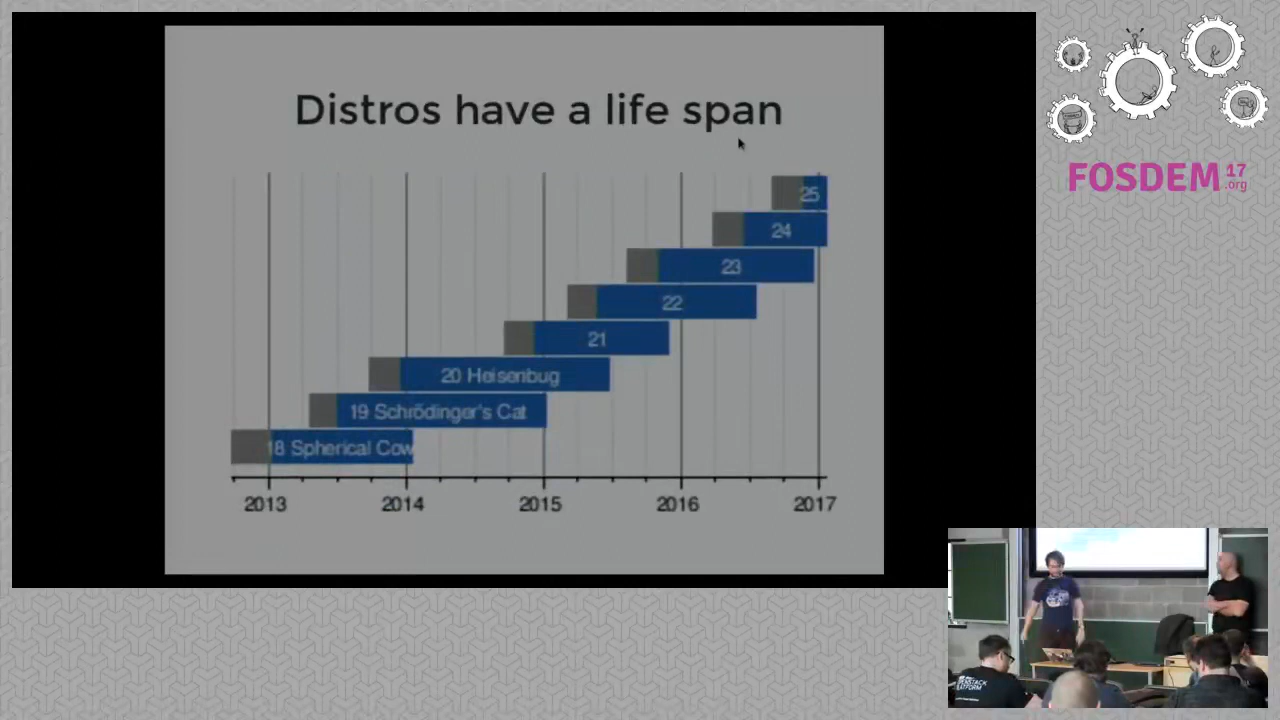 Distros have a life span
25
24
23
22
21
20 Heisenbug
19 Schrödinger's Cat
18 Spherical Cow
2013
2014
2015
2016
2017
FOSDEM 17
.org
PLATFORM